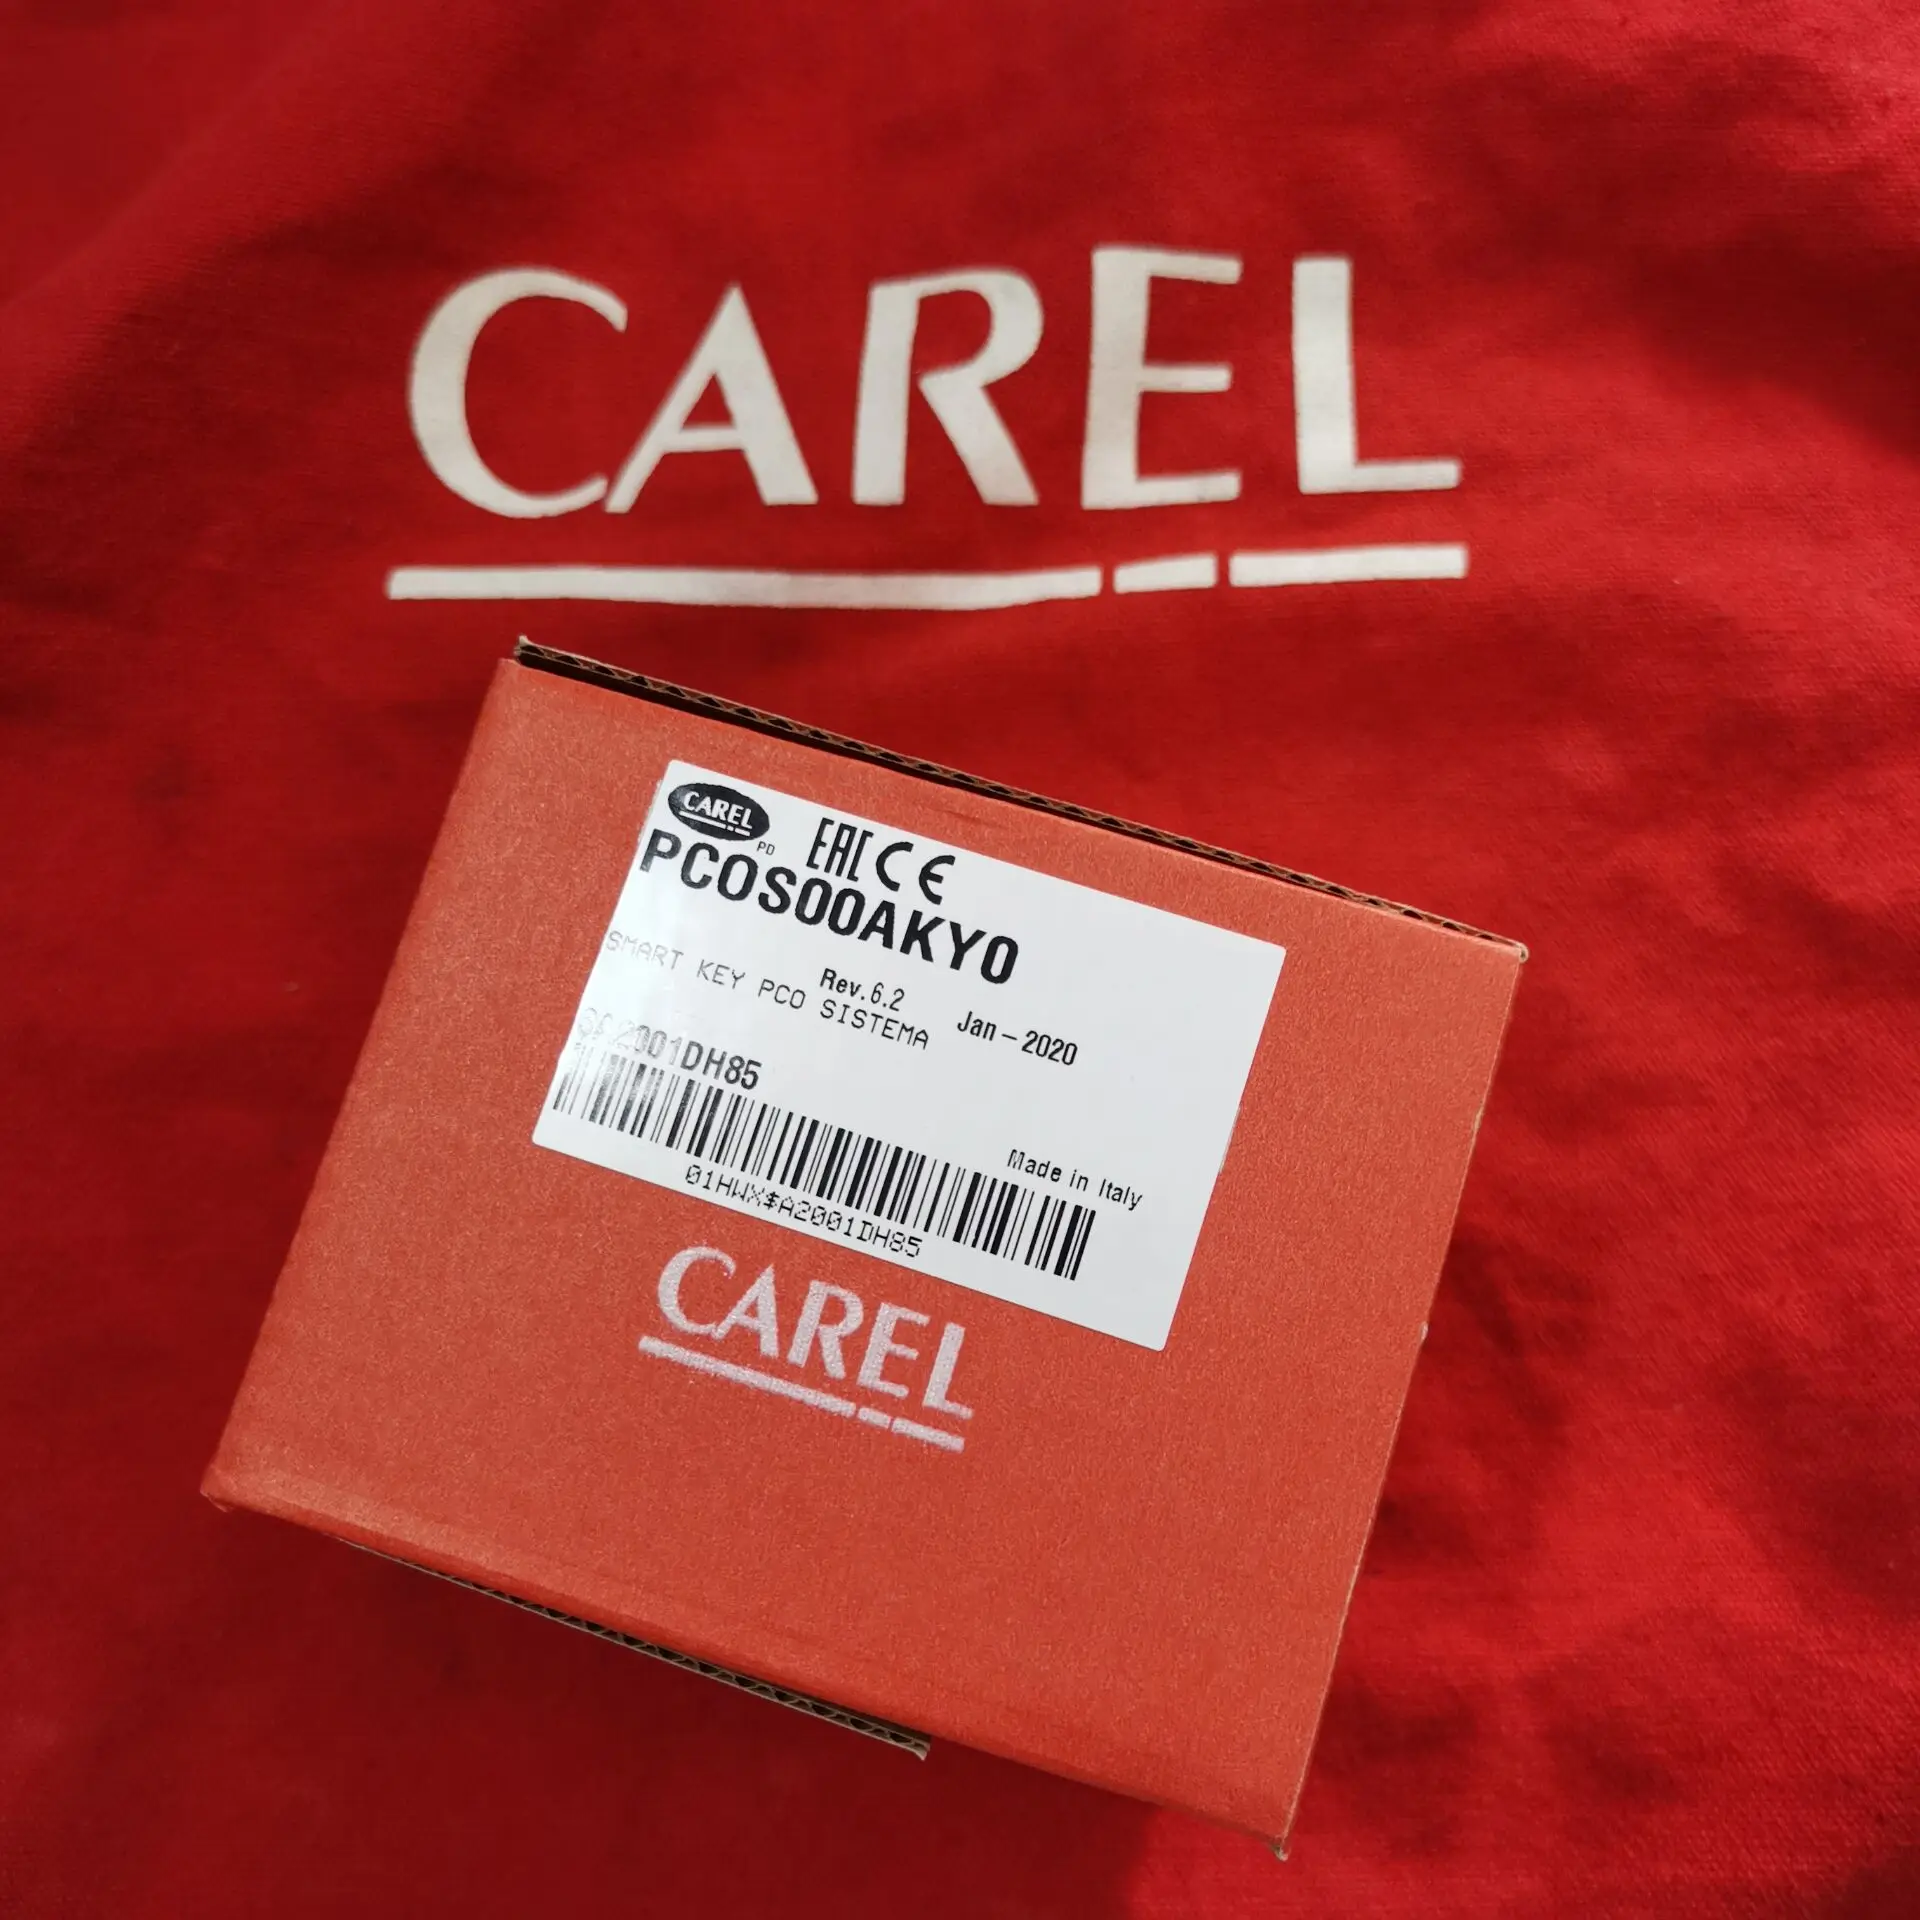 CAREL
CAREL
PD EAC CE
PCOS00AKY0
Rev.6.2 Jan-2020
SMART KEY PCO SISTEMA
2001DH85
Made in Italy
01HWX$A2001DH85
CAREL